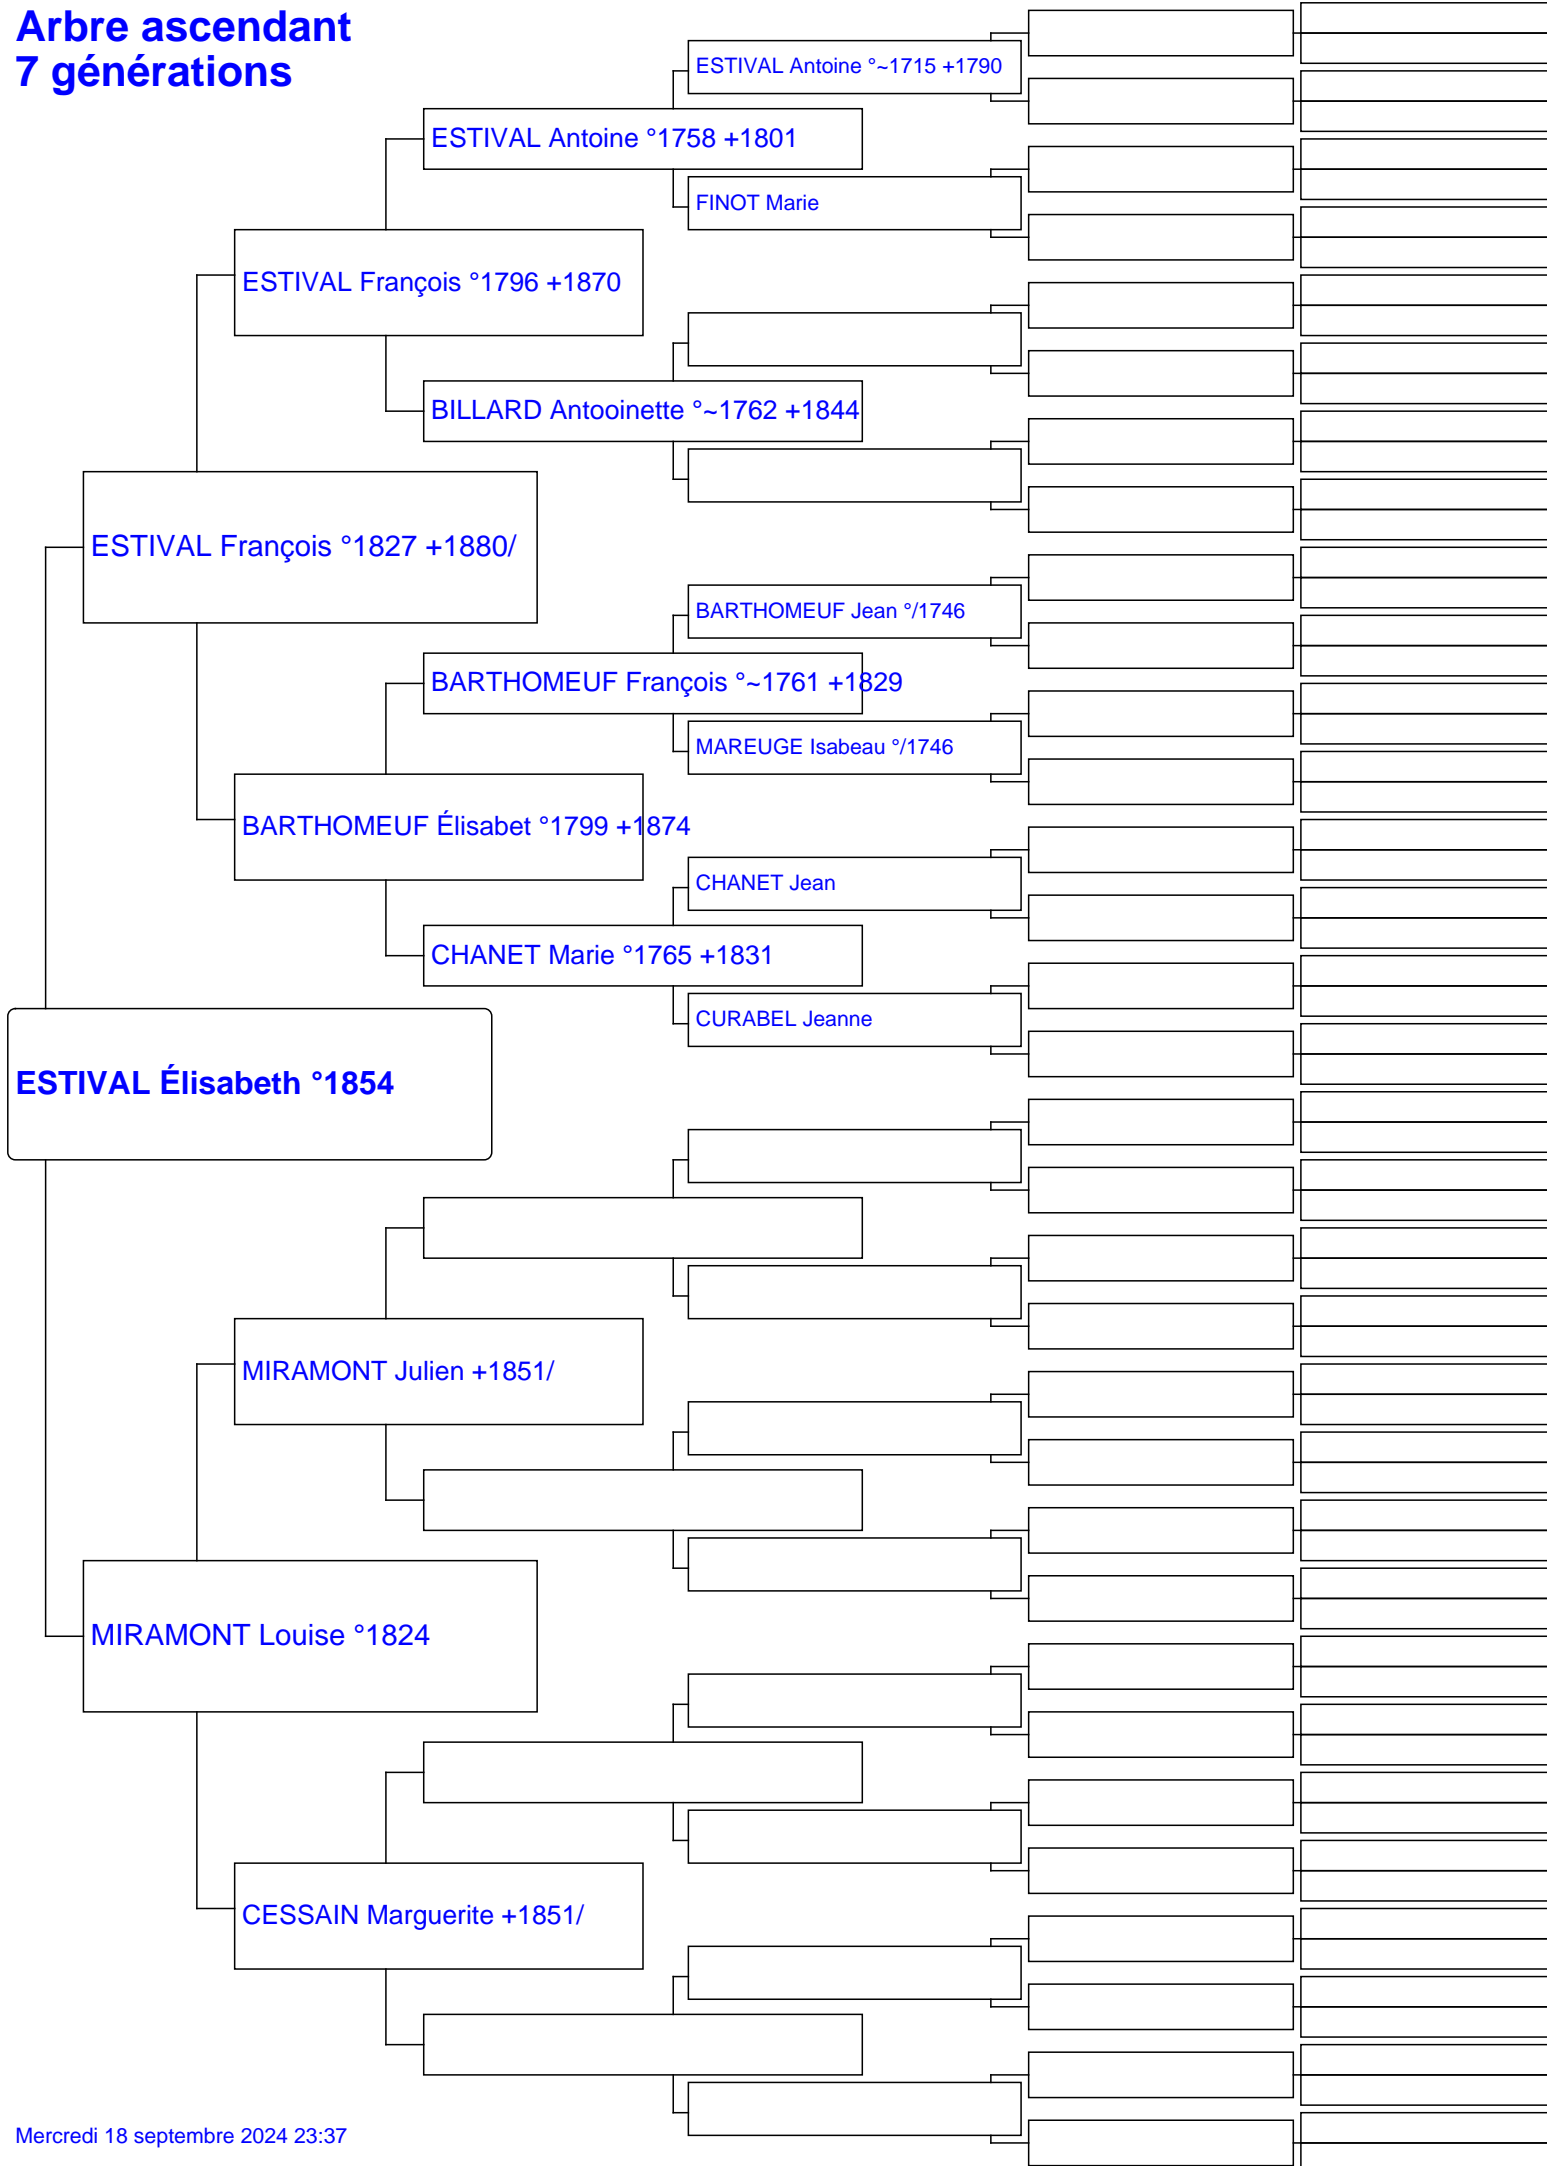 Arbre ascendant
7 générations
ESTIVAL Antoine °~1715 +1790
ESTIVAL Antoine °1758 +1801
FINOT Marie
ESTIVAL François °1796 +1870
BILLARD Antooinette °~1762 +1844
ESTIVAL François °1827 +1880/
BARTHOMEUF Jean °/1746
BARTHOMEUF François °~1761 +1829
MAREUGE Isabeau °/1746
BARTHOMEUF Élisabet °1799 +1874
CHANET Jean
CHANET Marie °1765 +1831
CURABEL Jeanne
ESTIVAL Élisabeth °1854
MIRAMONT Julien +1851/
MIRAMONT Louise °1824
CESSAIN Marguerite +1851/
Mercredi 18 septembre 2024 23:37